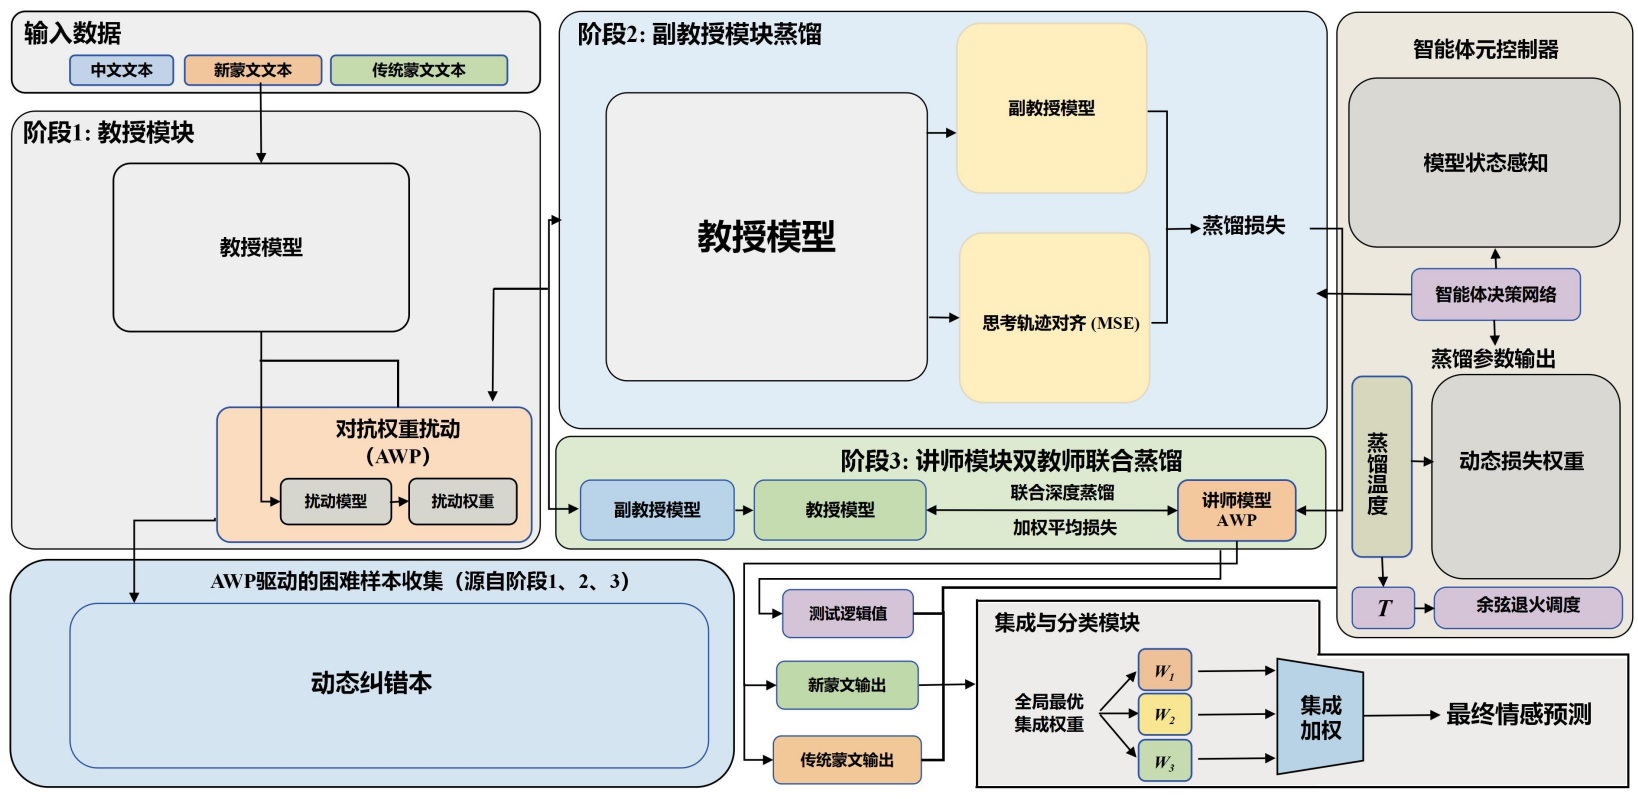 输入数据
中文文本
新蒙文文本
传统蒙文文本
阶段1: 教授模块
教授模型
对抗权重扰动
（AWP）
扰动模型
扰动权重
阶段2: 副教授模块蒸馏
教授模型
副教授模型
思考轨迹对齐 (MSE)
蒸馏损失
智能体元控制器
模型状态感知
智能体决策网络
蒸馏参数输出
蒸馏温度
动态损失权重
T
余弦退火调度
阶段3: 讲师模块双教师联合蒸馏
副教授模型
教授模型
联合深度蒸馏
加权平均损失
讲师模型
AWP
AWP驱动的困难样本收集（源自阶段1、2、3）
动态纠错本
测试逻辑值
新蒙文输出
传统蒙文输出
集成与分类模块
全局最优
集成权重
W1
W2
W3
集成
加权
最终情感预测